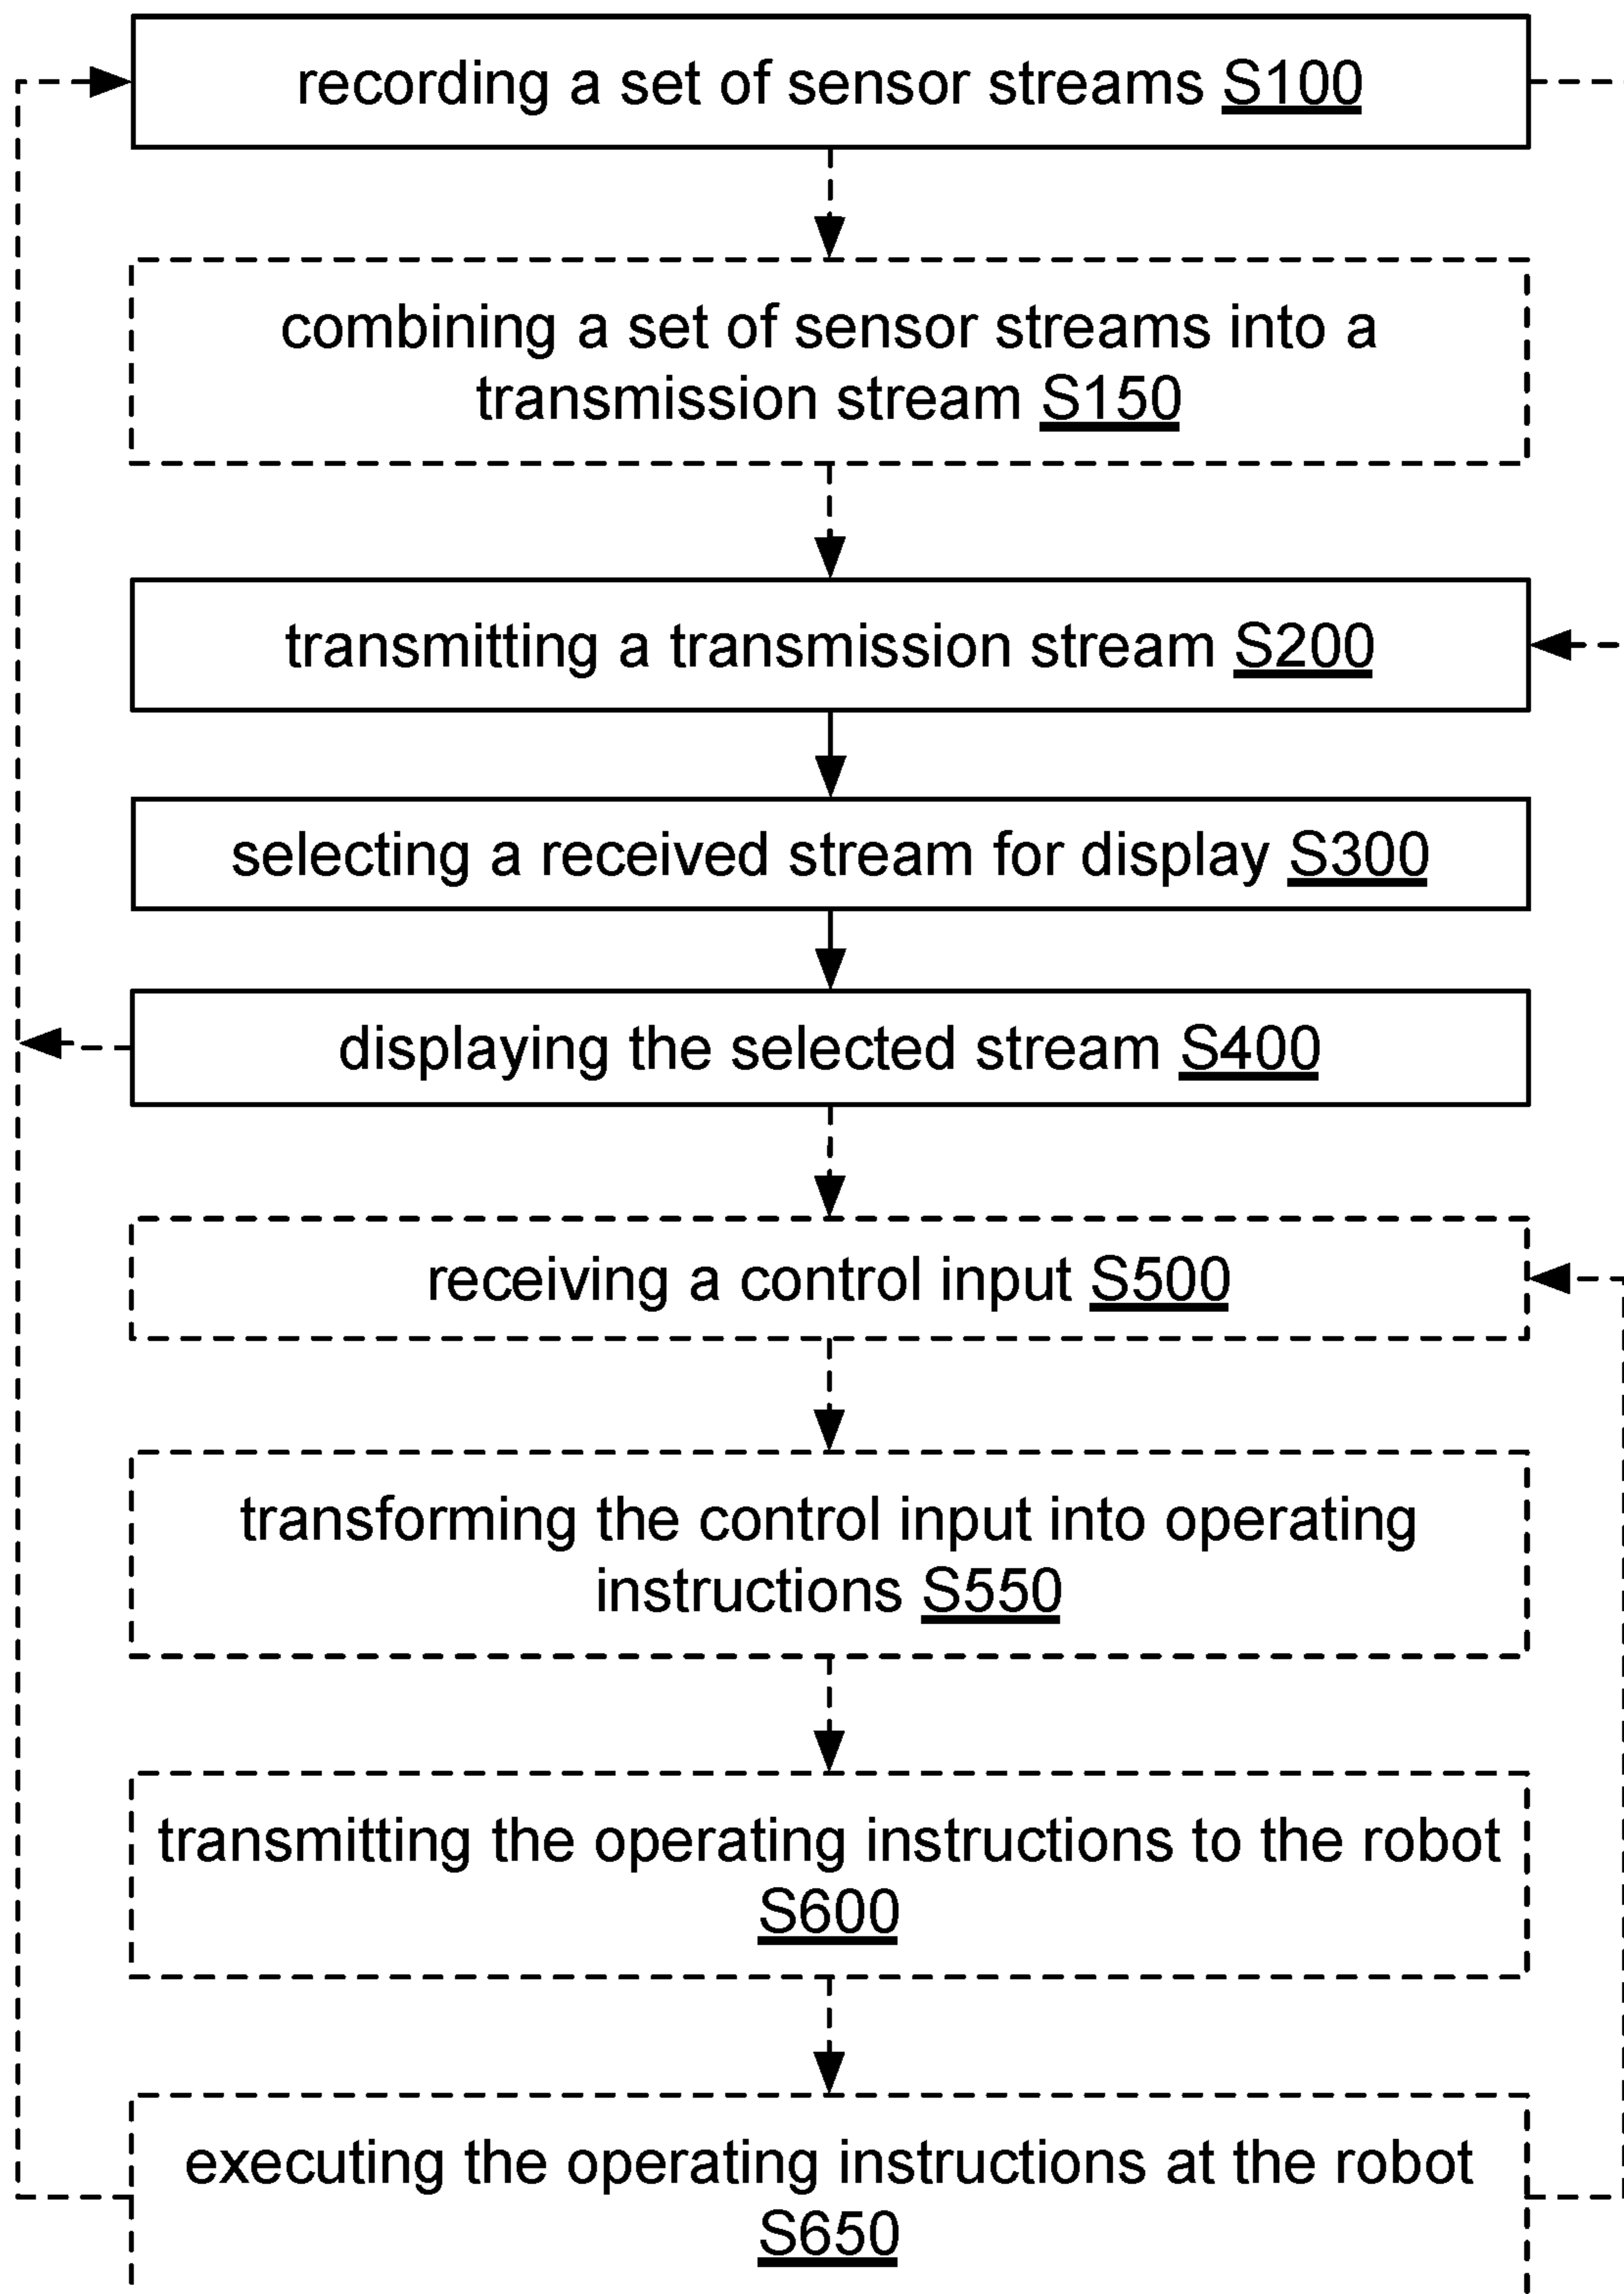 recording a set of sensor streams S100
combining a set of sensor streams into a
transmission stream S150
transmitting a transmission stream S200
selecting a received stream for display S300
displaying the selected stream S400
receiving a control input S500
transforming the control input into operating
instructions S550
transmitting the operating instructions to the robot
S600
executing the operating instructions at the robot
S650